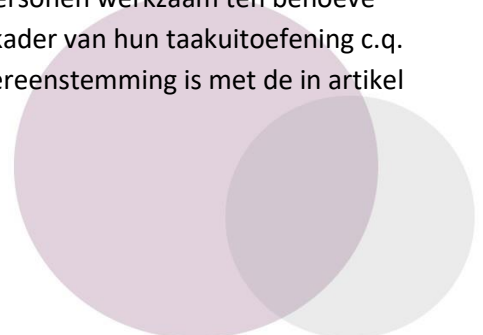 ersonen werkzaam ten behoeve
kader van hun taakuitoefening c.q.
ereenstemming is met de in artikel